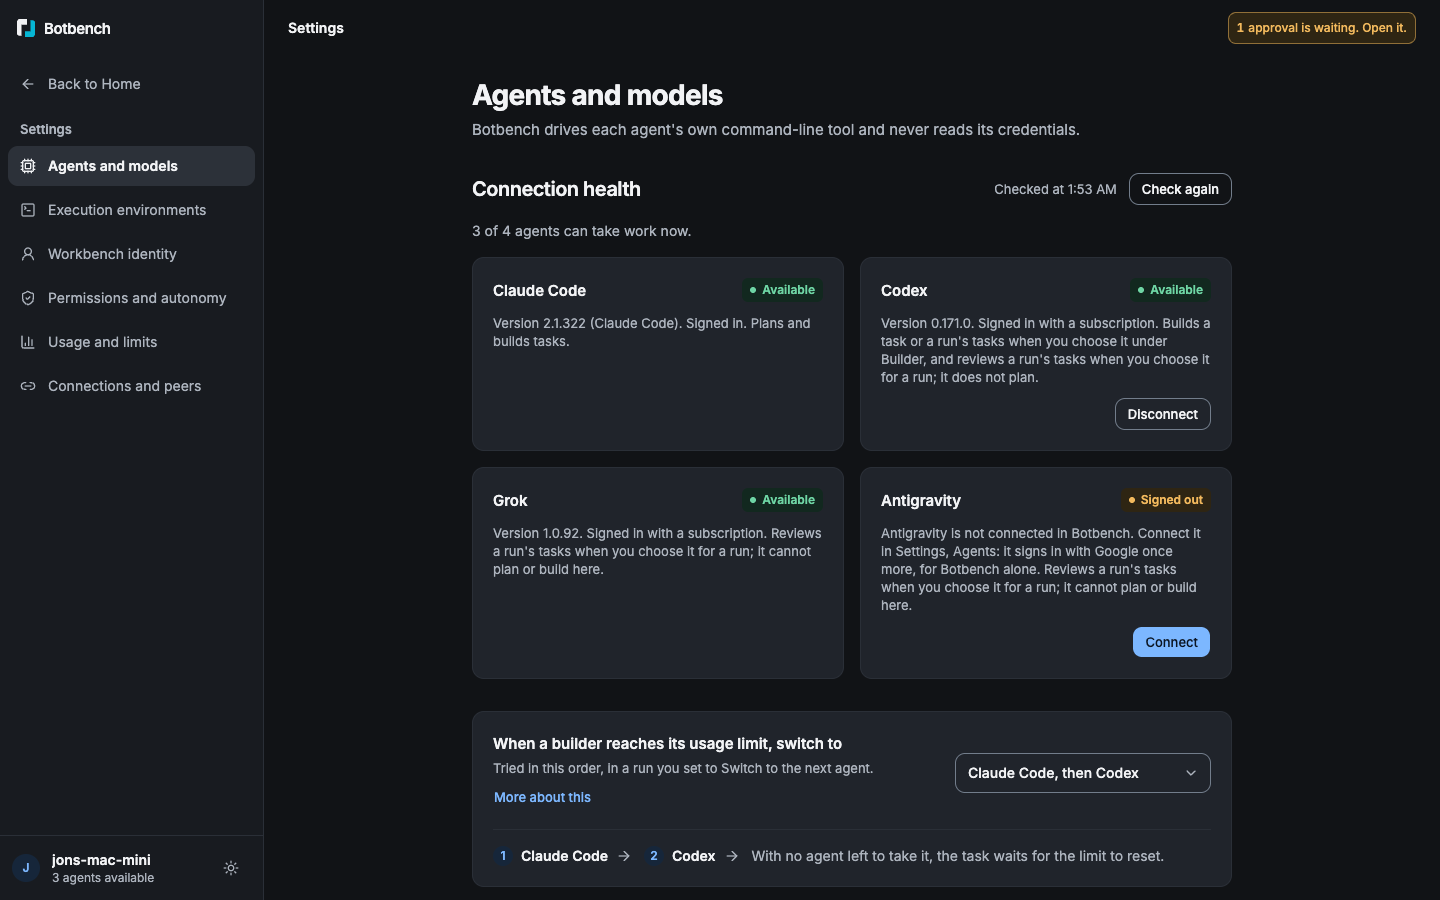 Botbench
Settings
1 approval is waiting. Open it.
Back to Home
Settings
Agents and models
Execution environments
Workbench identity
Permissions and autonomy
Usage and limits
Connections and peers
Agents and models
Botbench drives each agent's own command-line tool and never reads its credentials.
Connection health
Checked at 1:53 AM
Check again
3 of 4 agents can take work now.
Claude Code
Available
Version 2.1.322 (Claude Code). Signed in. Plans and
builds tasks.
Codex
Available
Version 0.171.0. Signed in with a subscription. Builds a
task or a run's tasks when you choose it under
Builder, and reviews a run's tasks when you choose it
for a run; it does not plan.
Disconnect
Grok
Available
Version 1.0.92. Signed in with a subscription. Reviews
a run's tasks when you choose it for a run; it cannot
plan or build here.
Antigravity
Signed out
Antigravity is not connected in Botbench. Connect it
in Settings, Agents: it signs in with Google once
more, for Botbench alone. Reviews a run's tasks
when you choose it for a run; it cannot plan or build
here.
Connect
When a builder reaches its usage limit, switch to
Tried in this order, in a run you set to Switch to the next agent.
More about this
Claude Code, then Codex
1 Claude Code → 2 Codex → With no agent left to take it, the task waits for the limit to reset.
J
jons-mac-mini
3 agents available